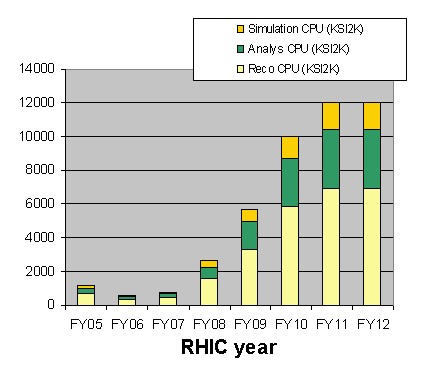 Simulation CPU (KSI2K)
Analys CPU (KSI2K)
Reco CPU (KSI2K)
14000
12000
10000
8000
6000
4000
2000
0
FY05 FY06 FY07 FY08 FY09 FY10 FY11 FY12
RHIC year